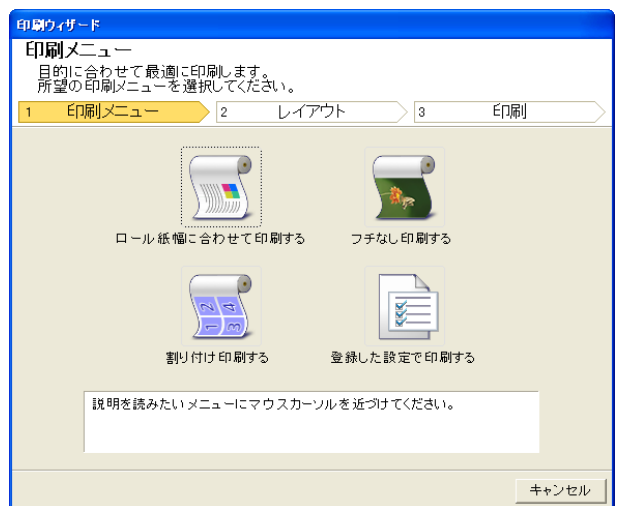 印刷ウィザード
印刷メニュー
目的に合わせて最適に印刷します。
所望の印刷メニューを選択してください。
1 印刷メニュー 2 レイアウト 3 印刷
ロール紙幅に合わせて印刷する フチなし印刷する
1 2 3 4
割り付け印刷する 登録した設定で印刷する
説明を読みたいメニューにマウスカーソルを近づけてください。
キャンセル